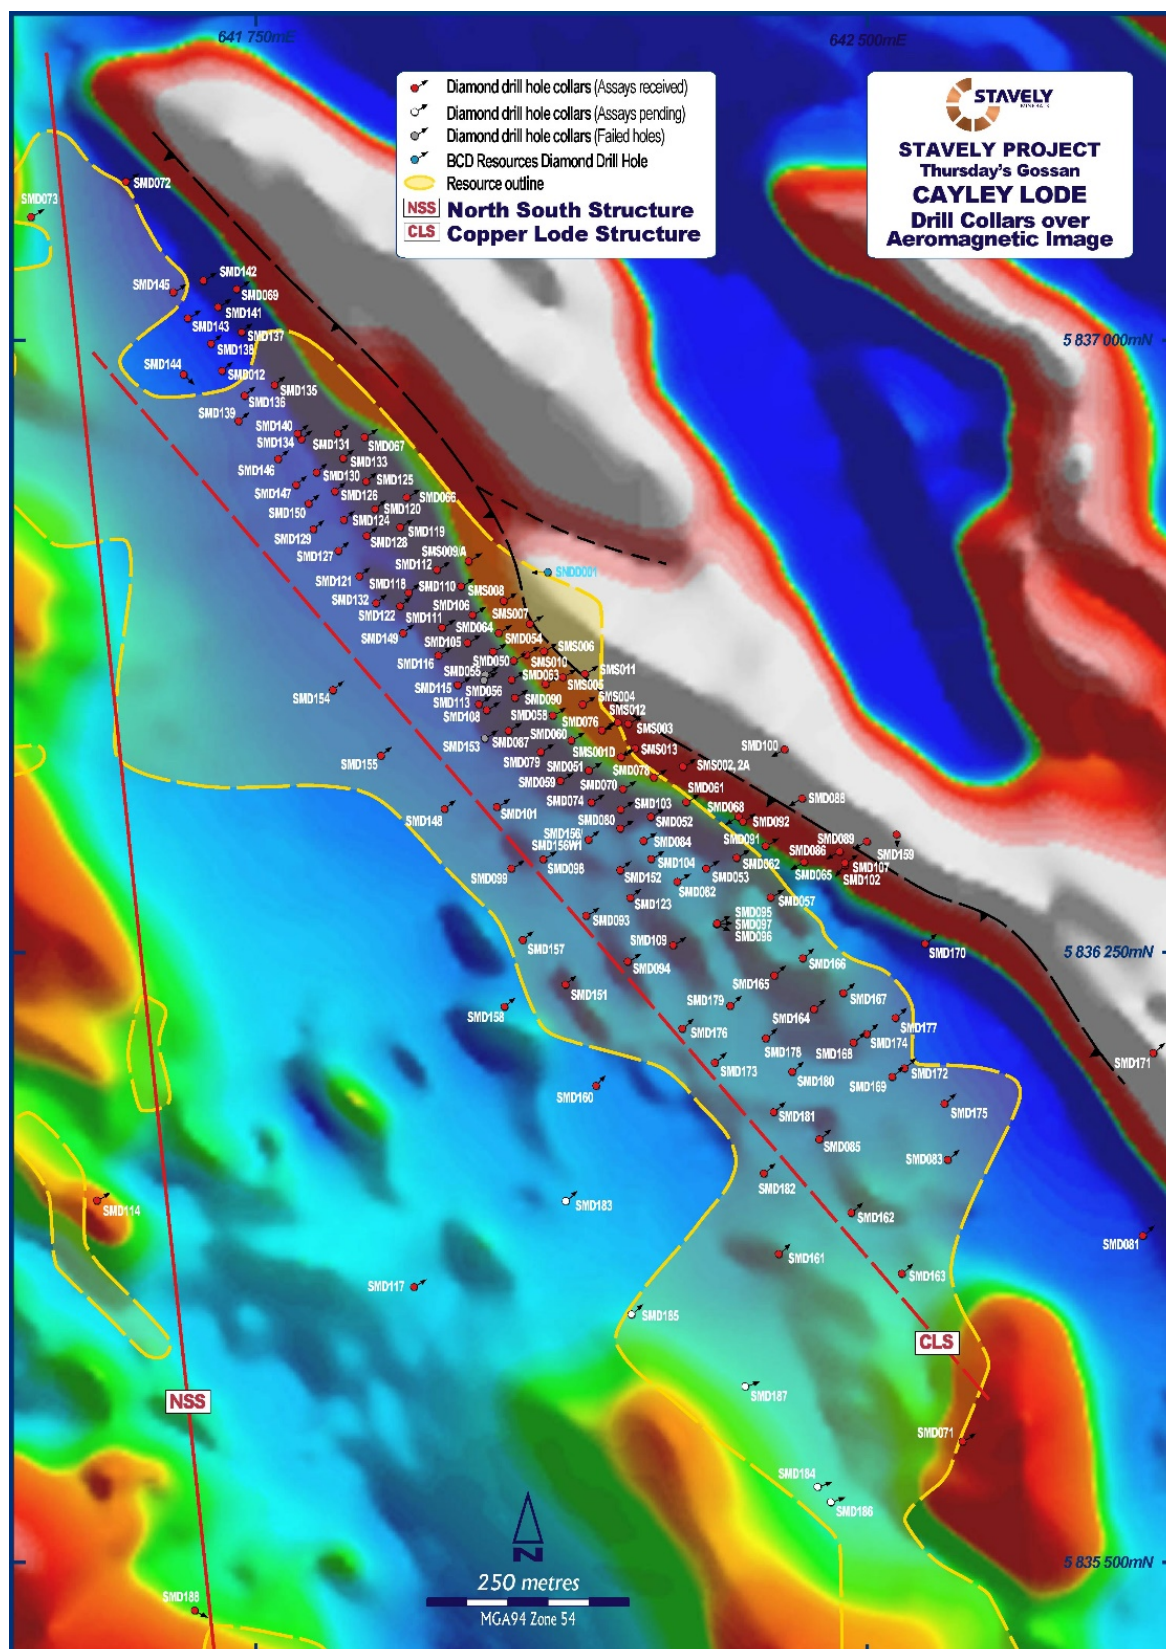 641 750mE
642 500mE
Diamond drill hole collars (Assays received)
Diamond drill hole collars (Assays pending)
Diamond drill hole collars (Failed holes)
BCD Resources Diamond Drill Hole
Resource outline
NSS North South Structure
CLS Copper Lode Structure
STAVELY
MINERALS
STAVELY PROJECT
Thursday's Gossan
CAYLEY LODE
Drill Collars over
Aeromagnetic Image
SMD072
SMD073
SMD142
SMD145
SMD069
SMD141
SMD143
SMD137
5 837 000mN
SMD138
SMD144
SMD012
SMD135
SMD136
SMD139
SMD140
SMD134
SMD131
SMD067
SMD146
SMD133
SMD130
SMD125
SMD147
SMD126
SMD066
SMD150
SMD120
SMD124
SMD119
SMD129
SMD128
SMD127
SMS009/A
SMD112
SNDD001
SMD121
SMD118
SMD110
SMS008
SMD132
SMD106
SMD122
SMD111
SMD064
SMS007
SMD149
SMD105
SMD054
SMS006
SMD116
SMD050
SMS010
SMD055
SMD063
SMS011
SMD115
SMD056
SMS005
SMD154
SMD113
SMD090
SMS004
SMD108
SMD058
SMD076
SMS012
SMS003
SMD153
SMD087
SMD060
SMS001D
SMS013
SMD100
SMD155
SMD079
SMD051
SMD078
SMS002, 2A
SMD059
SMD070
SMD061
SMD148
SMD101
SMD074
SMD103
SMD068
SMD088
SMD080
SMD052
SMD092
SMD156
SMD084
SMD091
SMD089
SMD156W1
SMD086
SMD159
SMD099
SMD098
SMD104
SMD062
SMD065
SMD107
SMD152
SMD053
SMD102
SMD082
SMD123
SMD057
SMD093
SMD095
SMD097
SMD096
SMD157
SMD109
SMD170
5 836 250mN
SMD094
SMD166
SMD151
SMD165
SMD158
SMD179
SMD167
SMD164
SMD176
SMD177
SMD178
SMD168
SMD174
SMD171
SMD173
SMD180
SMD172
SMD169
SMD160
SMD175
SMD181
SMD085
SMD083
SMD182
SMD114
SMD183
SMD162
SMD081
SMD161
SMD117
SMD163
SMD185
CLS
NSS
SMD187
SMD071
SMD184
SMD186
N
5 835 500mN
250 metres
MGA94 Zone 54
SMD188